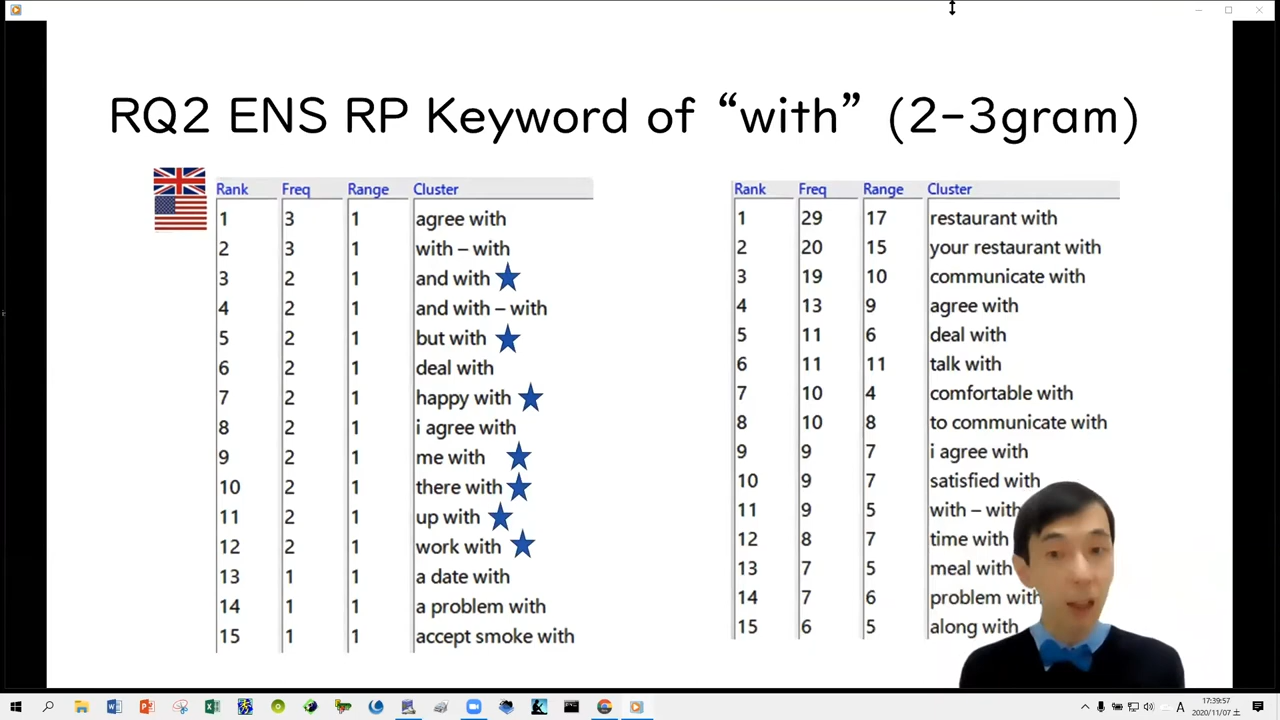 RQ2 ENS RP Keyword of “with” (2-3gram)
Rank Freq Range Cluster
1 3 1 agree with
2 3 1 with – with
3 2 1 and with
4 2 1 and with – with
5 2 1 but with
6 2 1 deal with
7 2 1 happy with
8 2 1 i agree with
9 2 1 me with
10 2 1 there with
11 2 1 up with
12 2 1 work with
13 1 1 a date with
14 1 1 a problem with
15 1 1 accept smoke with
Rank Freq Range Cluster
1 29 17 restaurant with
2 20 15 your restaurant with
3 19 10 communicate with
4 13 9 agree with
5 11 6 deal with
6 11 11 talk with
7 10 4 comfortable with
8 10 8 to communicate with
9 9 7 i agree with
10 9 7 satisfied with
11 9 5 with – with
12 8 7 time with
13 7 5 meal with
14 7 6 problem with
15 6 5 along with
17:39:57
2020/11/07 土